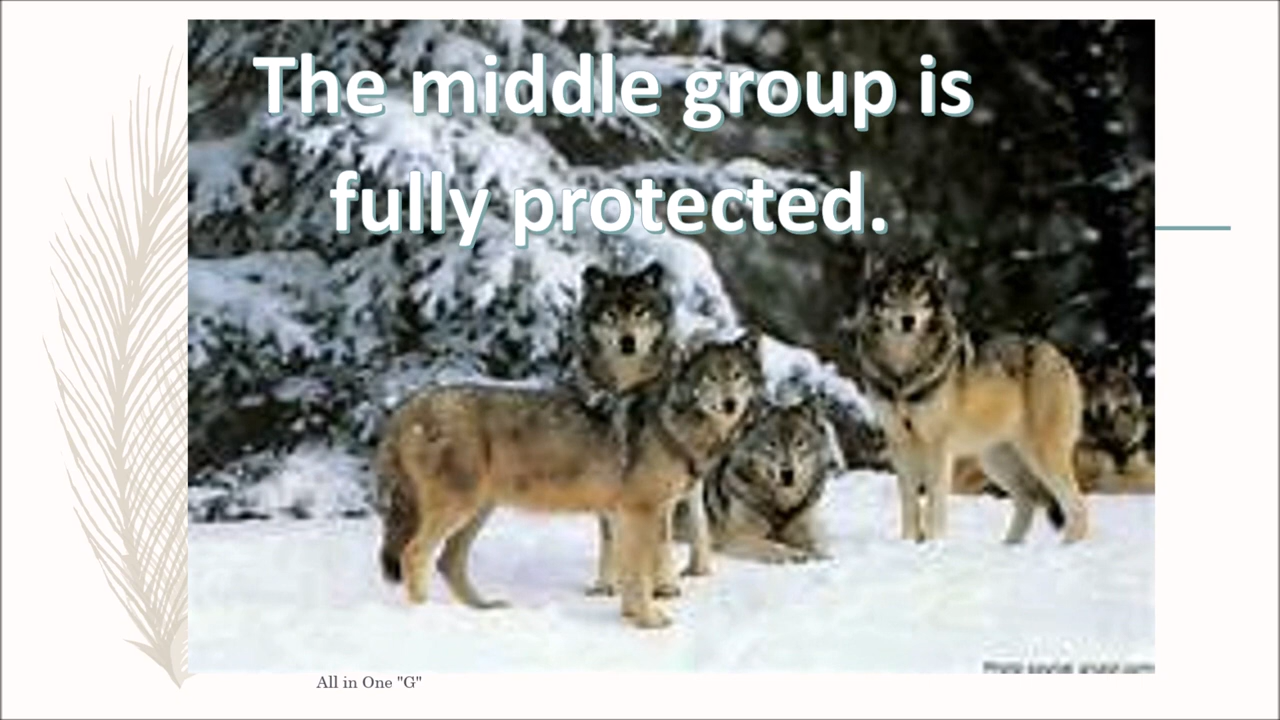 The middle group is
fully protected.
All in One "G"